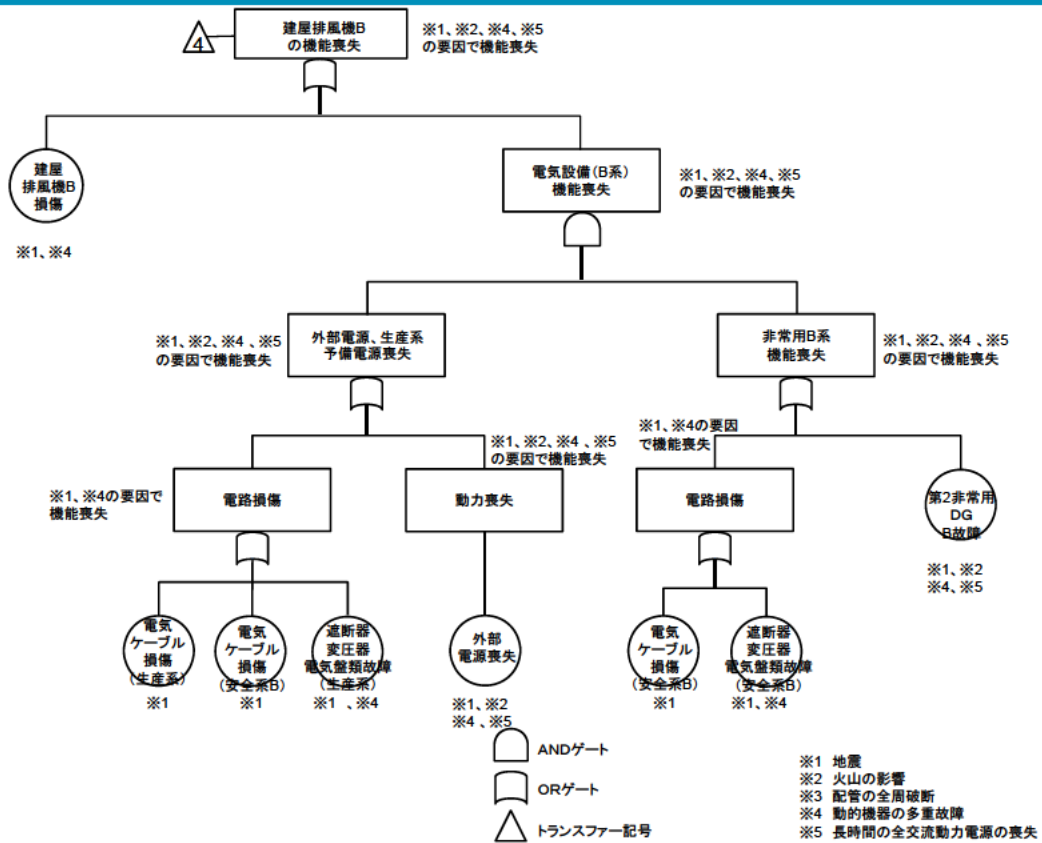 4
建屋排風機B
の機能喪失
※1、※2、※4、※5
の要因で機能喪失
建屋
排風機B
損傷
※1、※4
電気設備(B系)
機能喪失
※1、※2、※4、※5
の要因で機能喪失
※1、※2、※4 、※5
の要因で機能喪失
外部電源、生産系
予備電源喪失
非常用B系
機能喪失
※1、※2、※4 、※5
の要因で機能喪失
※1、※4の要因で
機能喪失
電路損傷
※1、※2、※4 、※5
の要因で機能喪失
動力喪失
※1、※4の要因
で機能喪失
電路損傷
第2非常用
DG
B故障
※1、※2
※4、※5
電気
ケーブル
損傷
(生産系)
※1
電気
ケーブル
損傷
(安全系B)
※1
遮断器
変圧器
電気盤類故障
(生産系)
※1 、※4
外部
電源喪失
※1、※2
※4 、※5
電気
ケーブル
損傷
(安全系B)
※1
遮断器
変圧器
電気盤類故障
(安全系B)
※1、※4
ANDゲート
ORゲート
トランスファー記号
※1 地震
※2 火山の影響
※3 配管の全周破断
※4 動的機器の多重故障
※5 長時間の全交流動力電源の喪失